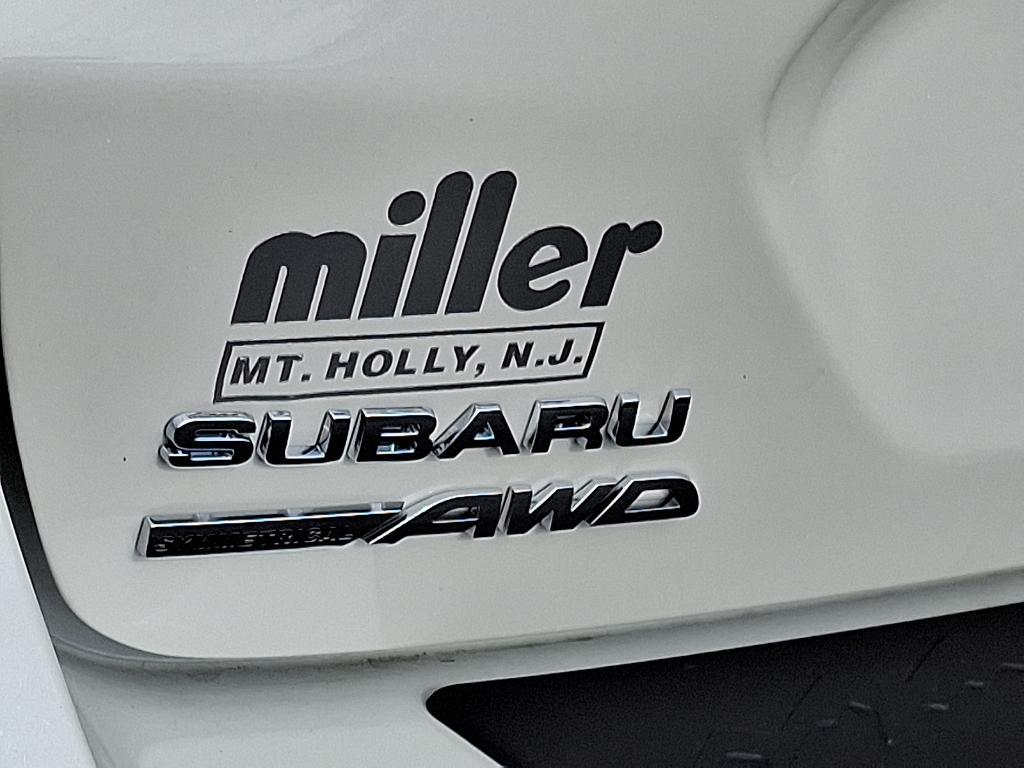 miller
MT. HOLLY, N.J.
SUBARU
SYMMETRICAL AWD